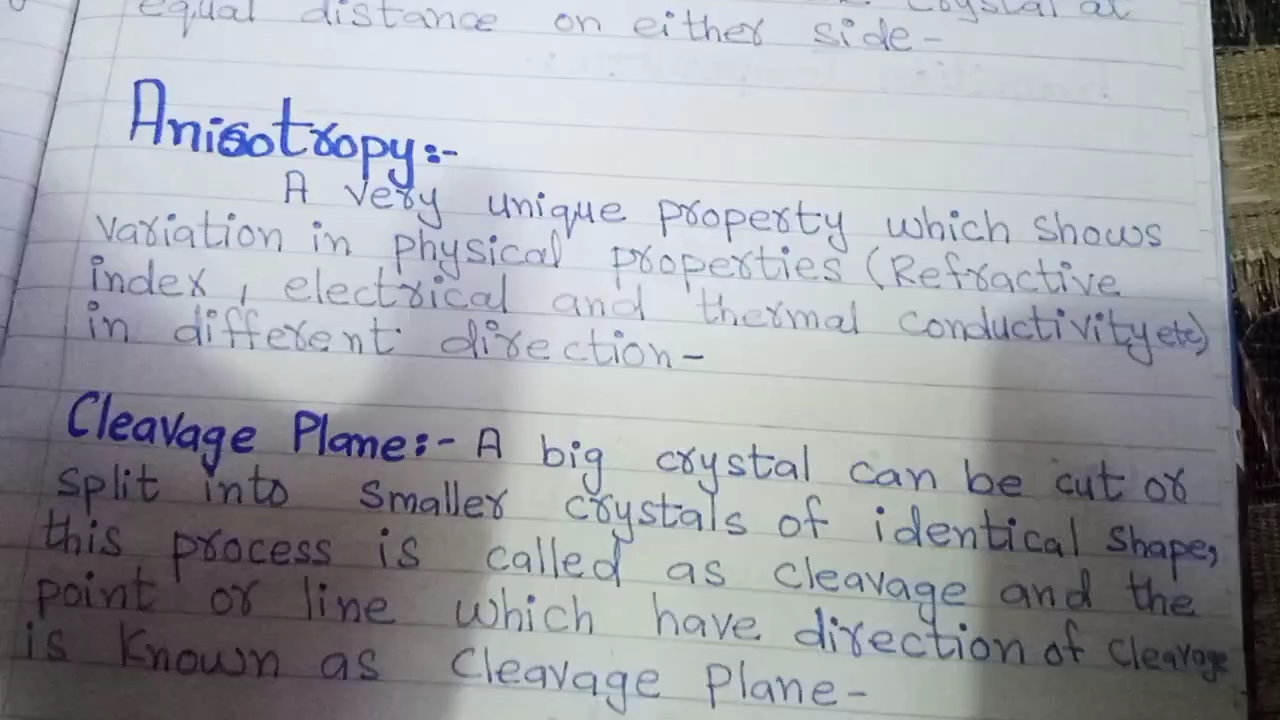 crystal at
equal distance on either side-
Anisotropy:-
A very unique property which shows
variation in physical properties (Refractive
index, electrical and thermal conductivity etc)
in different direction-
Cleavage Plane:- A big crystal can be cut or
split into smaller crystals of identical shape,
this process is called as cleavage and the
point or line which have direction of cleavage
is known as cleavage plane-